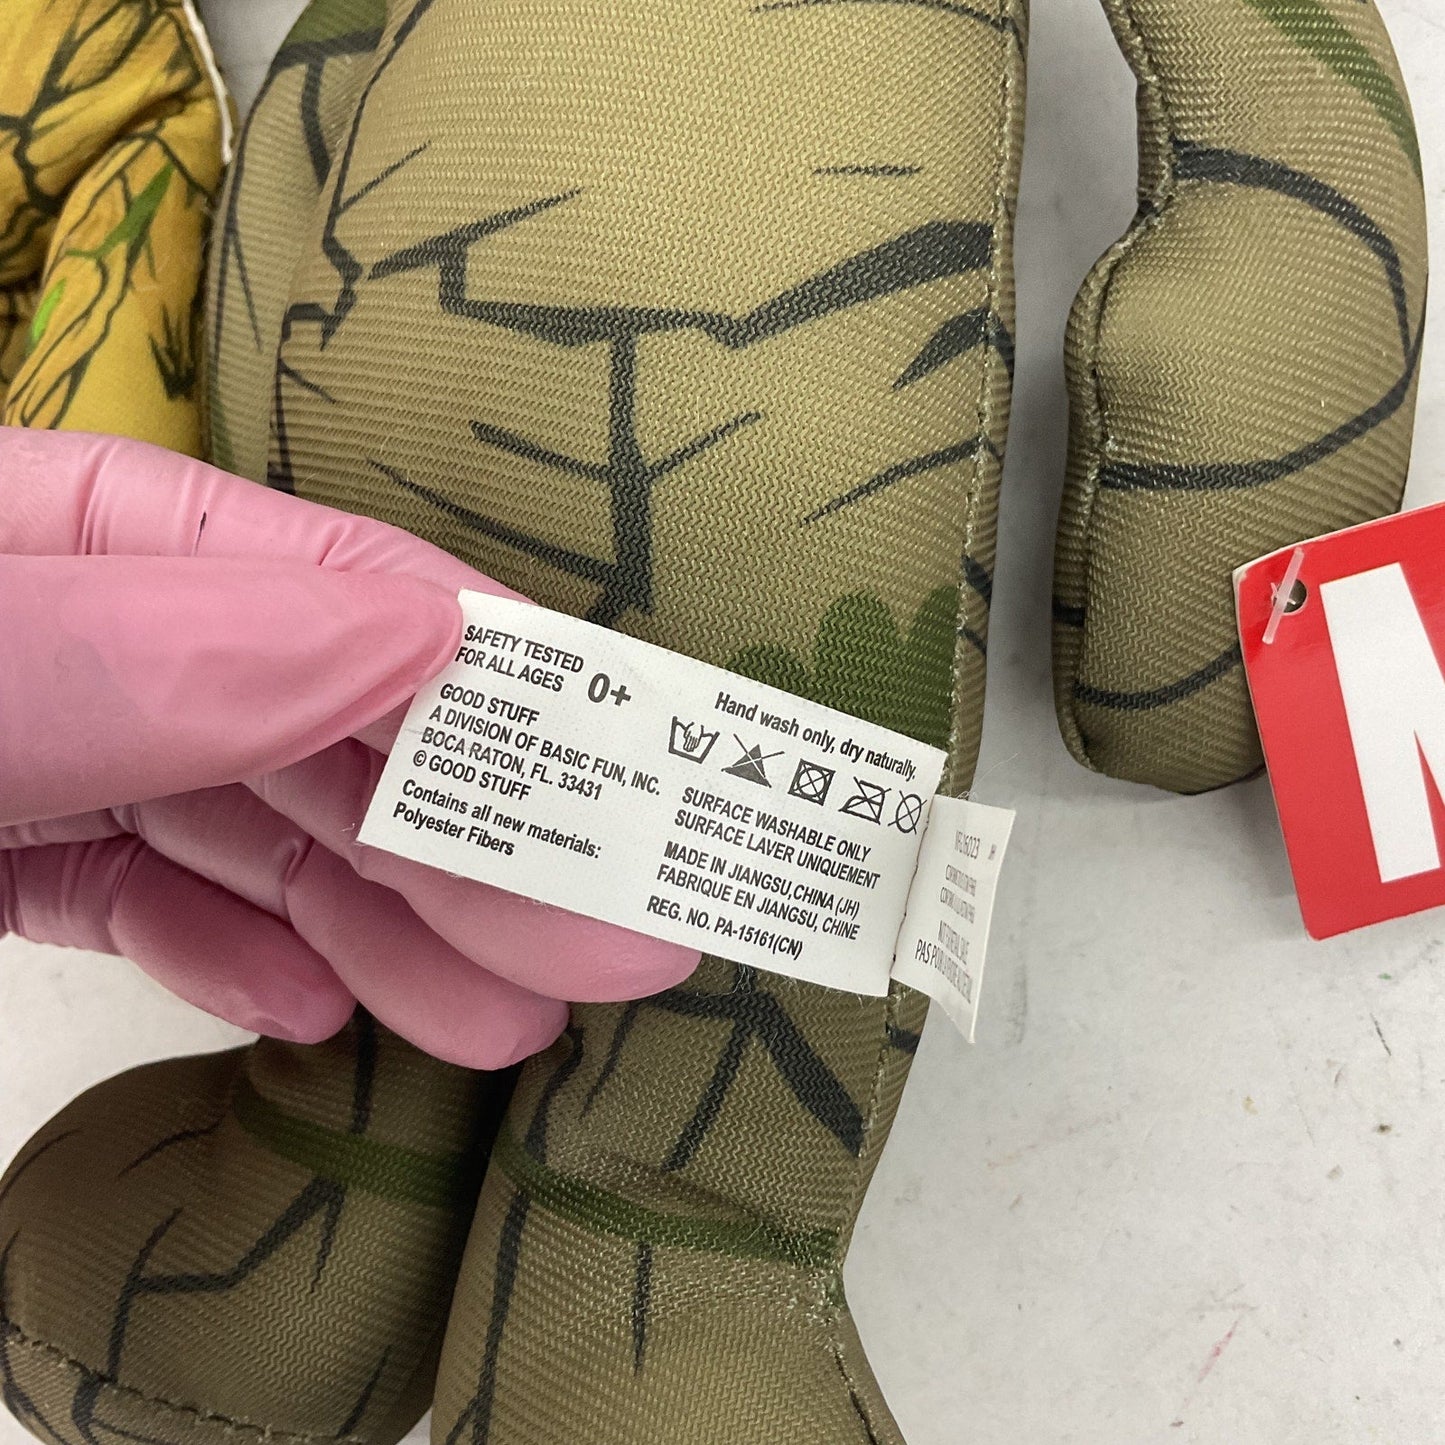 SAFETY TESTED
FOR ALL AGES
0+
GOOD STUFF
A DIVISION OF BASIC FUN, INC.
BOCA RATON, FL. 33431
© GOOD STUFF
Contains all new materials:
Polyester Fibers
Hand wash only, dry naturally.
SURFACE WASHABLE ONLY
SURFACE LAYER UNIQUEMENT
MADE IN JIANGSU,CHINA (JH)
FABRIQUE EN JIANGSU, CHINE
REG. NO. PA-15161(CN)
M